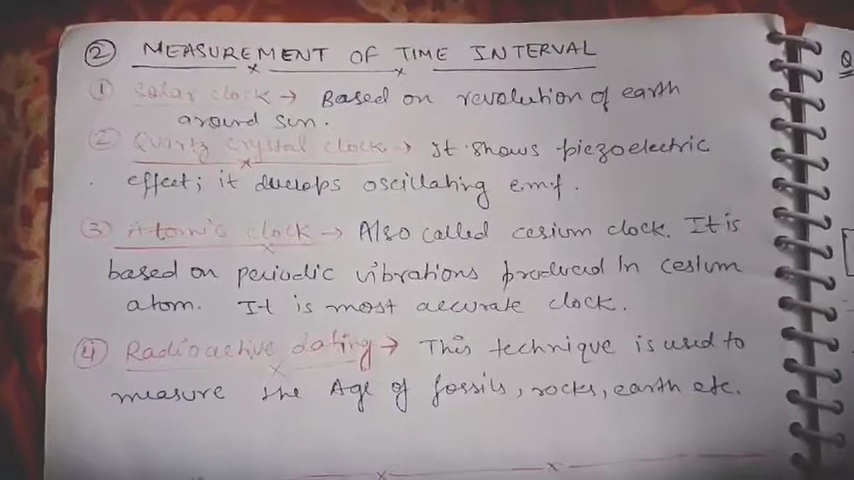 ② MEASUREMENT OF TIME INTERVAL
① Solar clock → Based on revolution of earth
around sun.
② Quartz crystal clock → It shows piezoelectric
effect; it develops oscillating e.m.f.
③ Atomic clock → Also called cesium clock. It is
based on periodic vibrations produced in cesium
atom. It is most accurate clock.
④ Radioactive dating → This technique is used to
measure the Age of fossils, rocks, earth etc.
Q